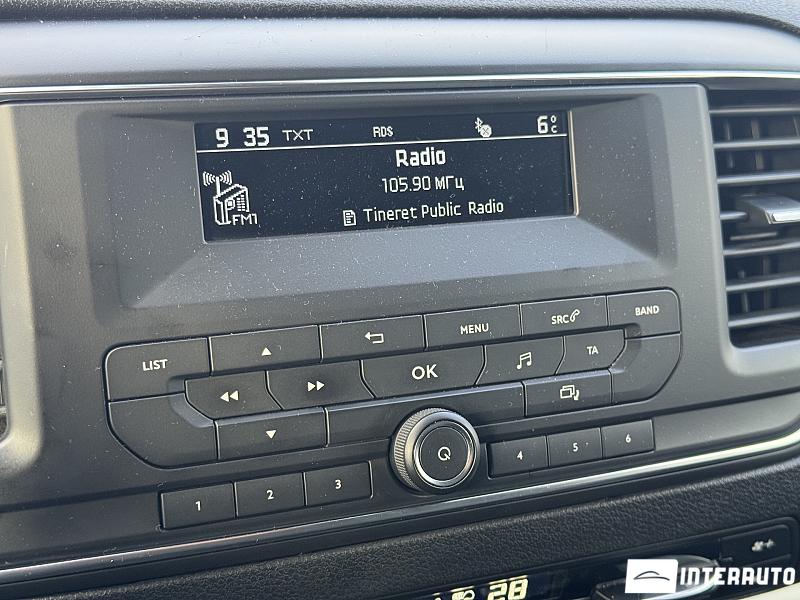 9 35 TXT RDS 6°C
Radio
105.90 МГц
FM1
Tineret Public Radio
LIST MENU SRC BAND
OK TA
1 2 3 4 5 6
28
INTERAUTO